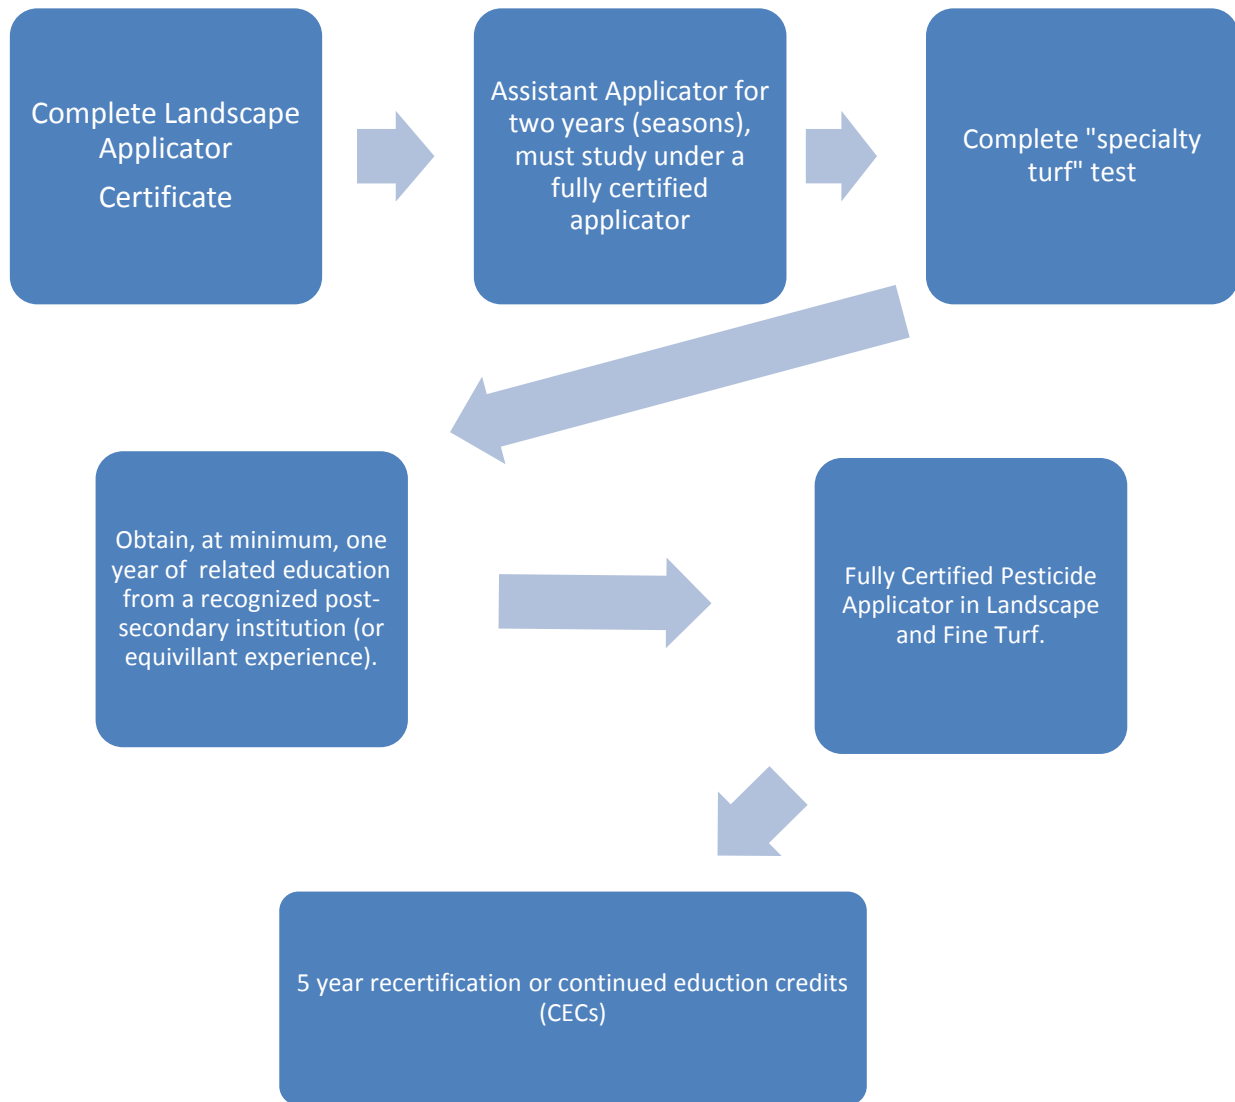 Complete Landscape
Applicator
Certificate
Assistant Applicator for
two years (seasons),
must study under a
fully certified
applicator
Complete "specialty
turf" test
Obtain, at minimum, one
year of related education
from a recognized post-
secondary institution (or
equivillant experience).
Fully Certified Pesticide
Applicator in Landscape
and Fine Turf.
5 year recertification or continued eduction credits
(CECs)